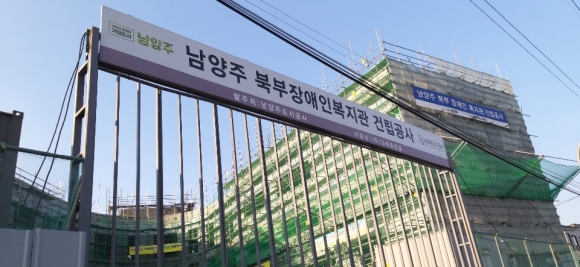 남양주
남양주 북부장애인복지관 건립공사
발주처:남양주도시공사
남양주 북부 장애인 복지관 건립공사